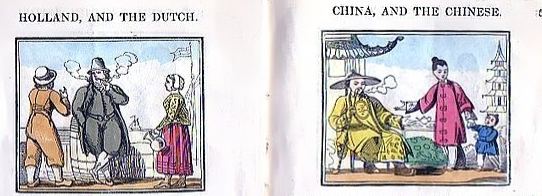 HOLLAND, AND THE DUTCH.
CHINA, AND THE CHINESE.